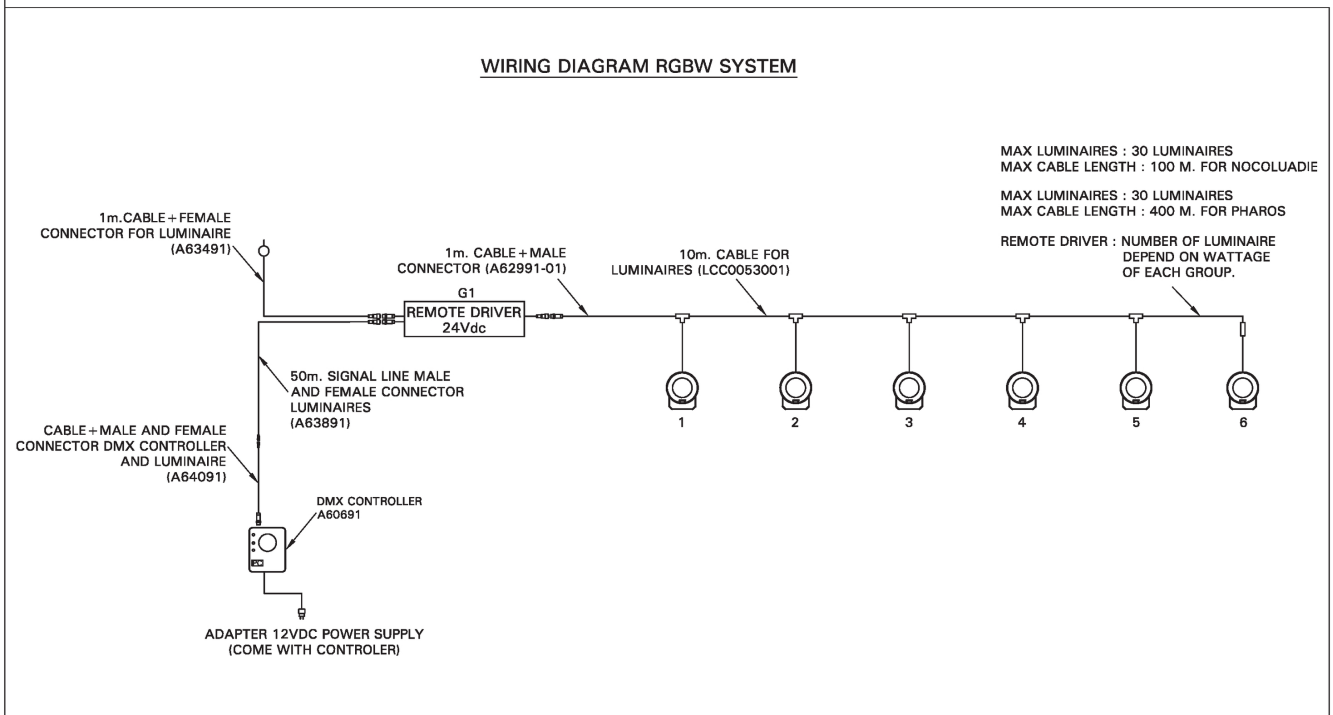 WIRING DIAGRAM RGBW SYSTEM
MAX LUMINAIRES : 30 LUMINAIRES
MAX CABLE LENGTH : 100 M. FOR NOCOLUADIE
MAX LUMINAIRES : 30 LUMINAIRES
MAX CABLE LENGTH : 400 M. FOR PHAROS
REMOTE DRIVER : NUMBER OF LUMINAIRE
DEPEND ON WATTAGE
OF EACH GROUP.
1m.CABLE+FEMALE
CONNECTOR FOR LUMINAIRE
(A63491)
1m. CABLE+MALE
CONNECTOR (A62991-01)
10m. CABLE FOR
LUMINAIRES (LCC0053001)
G1
REMOTE DRIVER
24Vdc
50m. SIGNAL LINE MALE
AND FEMALE CONNECTOR
LUMINAIRES
(A63891)
1
2
3
4
5
6
CABLE+MALE AND FEMALE
CONNECTOR DMX CONTROLLER
AND LUMINAIRE
(A64091)
DMX CONTROLLER
A60691
ADAPTER 12VDC POWER SUPPLY
(COME WITH CONTROLER)